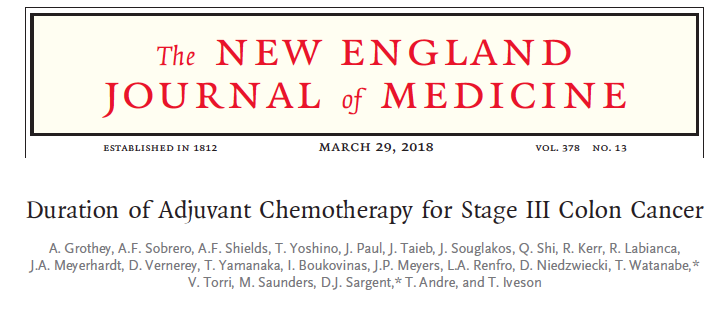 The NEW ENGLAND
JOURNAL of MEDICINE
ESTABLISHED IN 1812
MARCH 29, 2018
VOL. 378 NO. 13
Duration of Adjuvant Chemotherapy for Stage III Colon Cancer
A. Grothey, A.F. Sobrero, A.F. Shields, T. Yoshino, J. Paul, J. Taieb, J. Souglakos, Q. Shi, R. Kerr, R. Labianca,
J.A. Meyerhardt, D. Vernerey, T. Yamanaka, I. Boukovinas, J.P. Meyers, L.A. Renfro, D. Niedzwiecki, T. Watanabe,*
V. Torri, M. Saunders, D.J. Sargent,* T. Andre, and T. Iveson